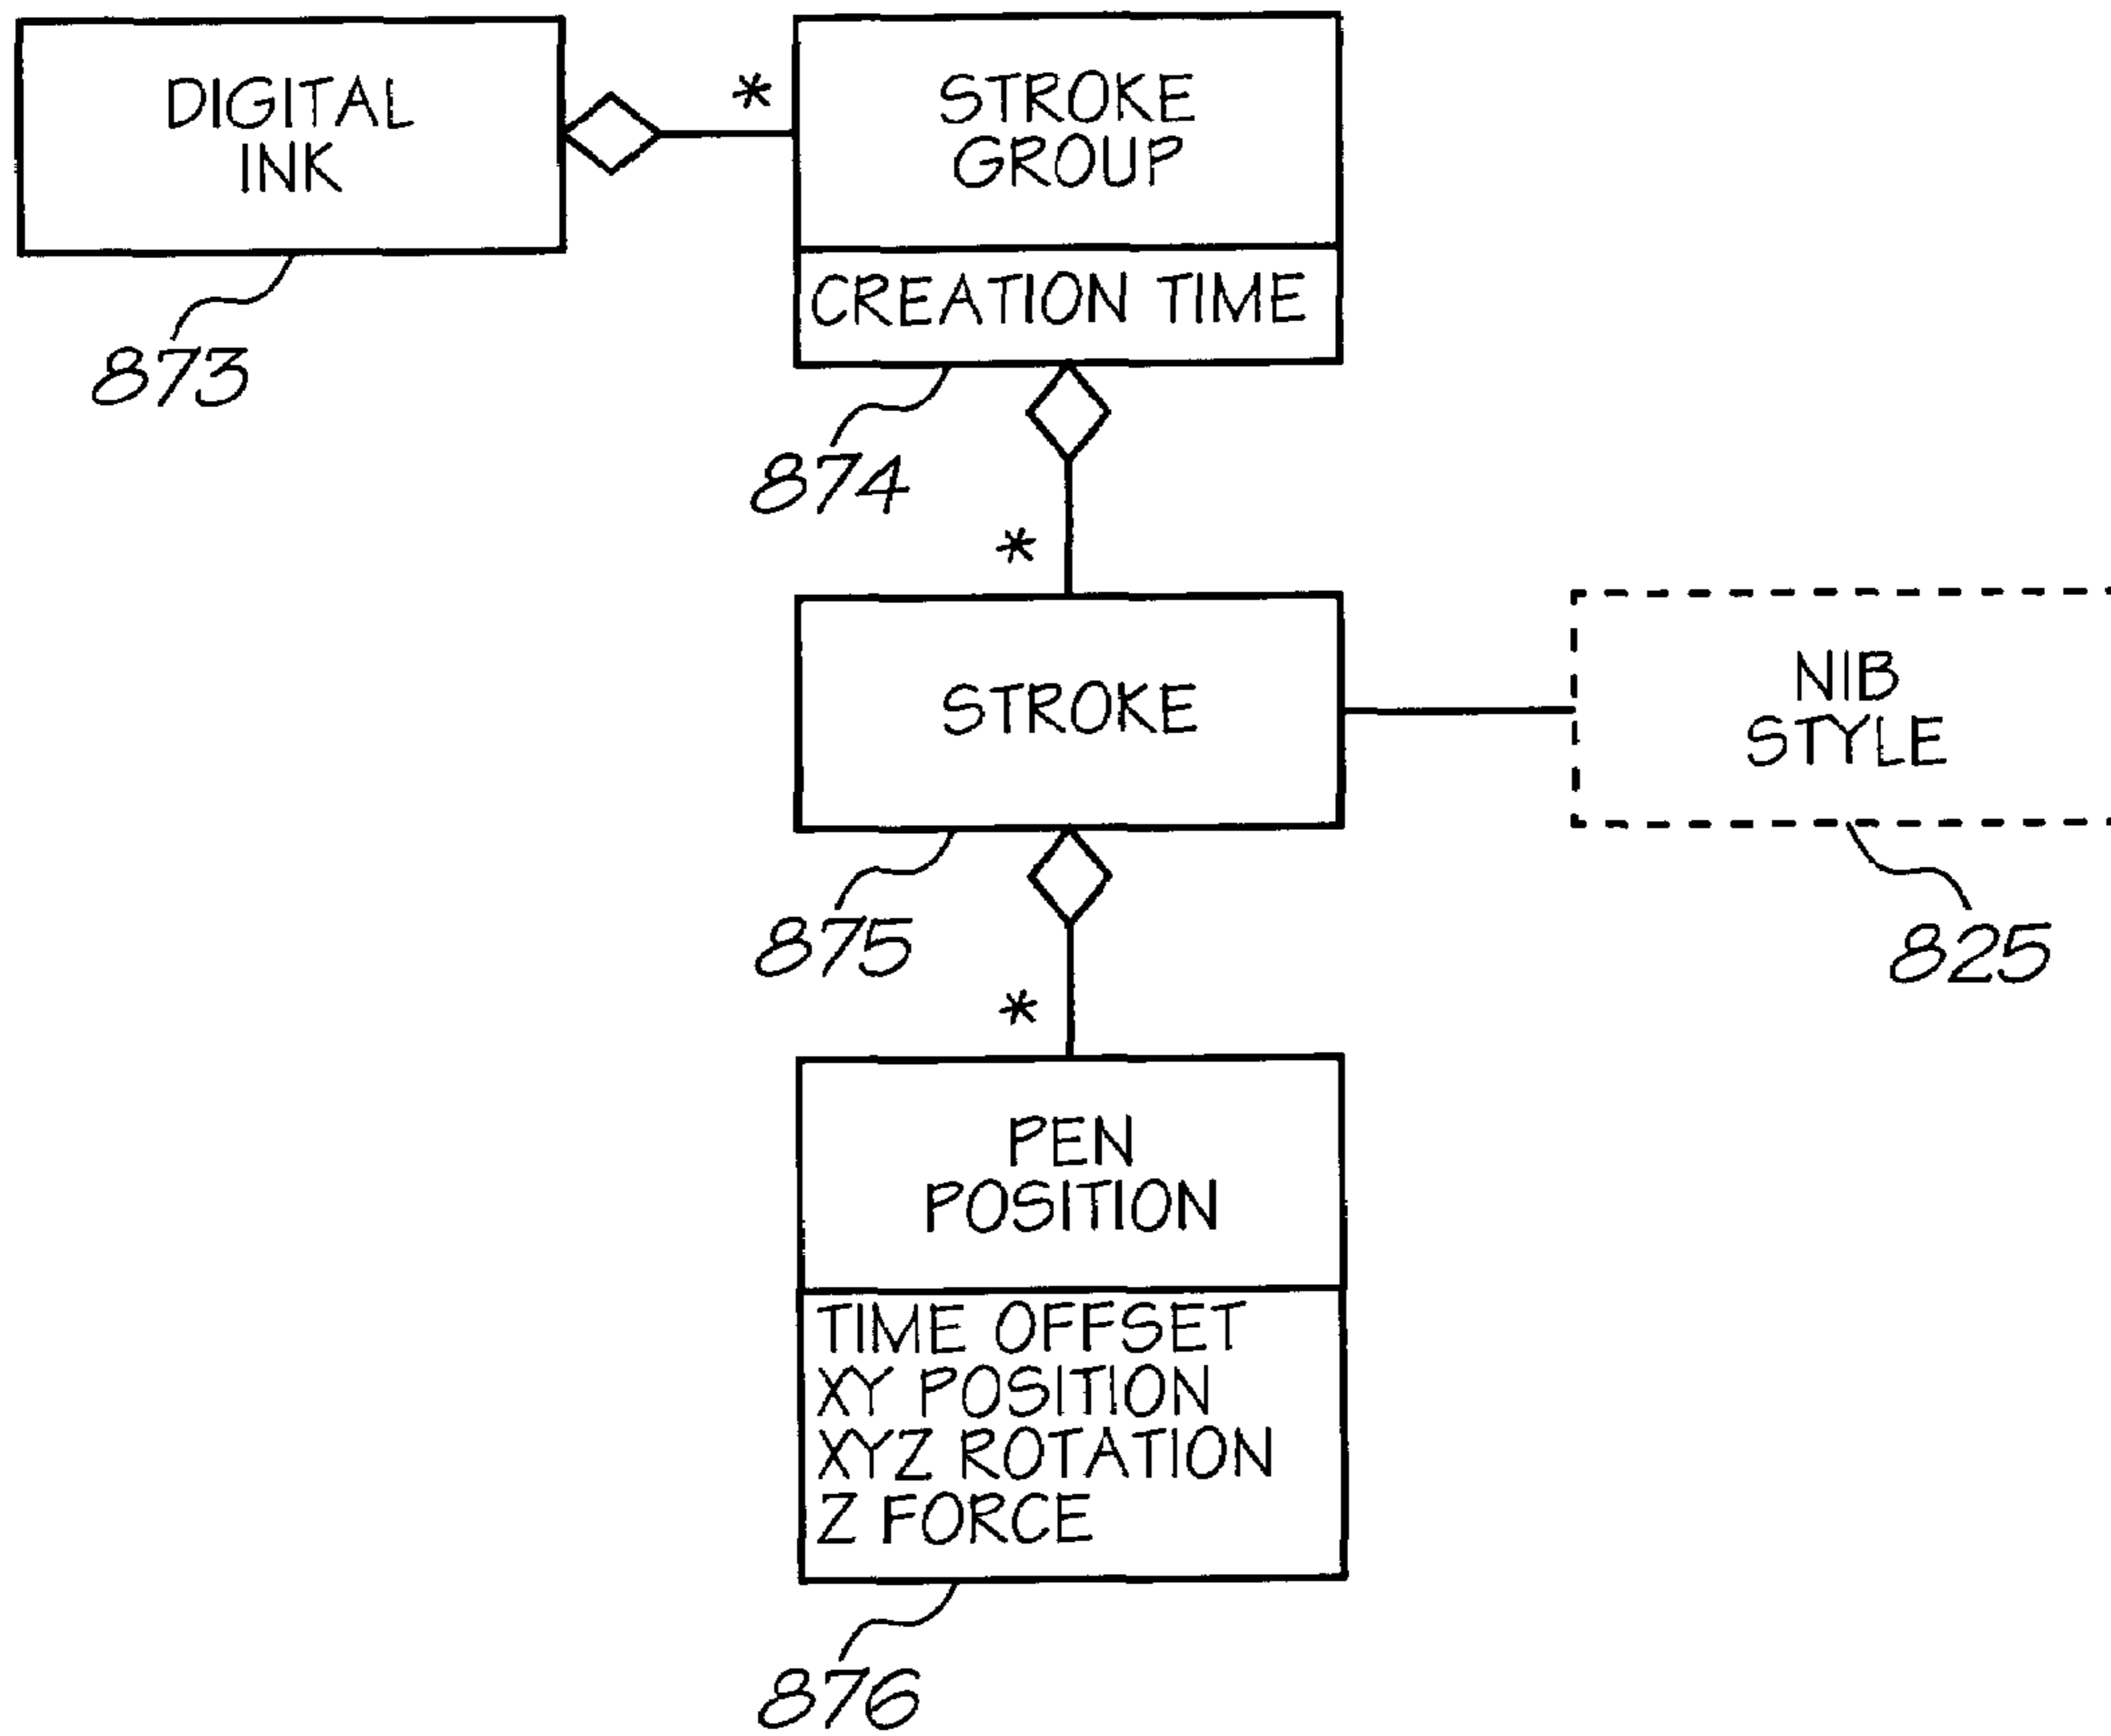 DIGITAL
INK
*
STROKE
GROUP
CREATION TIME
873
874
*
STROKE
NIB
STYLE
875
825
*
PEN
POSITION
TIME OFFSET
XY POSITION
XYZ ROTATION
Z FORCE
876